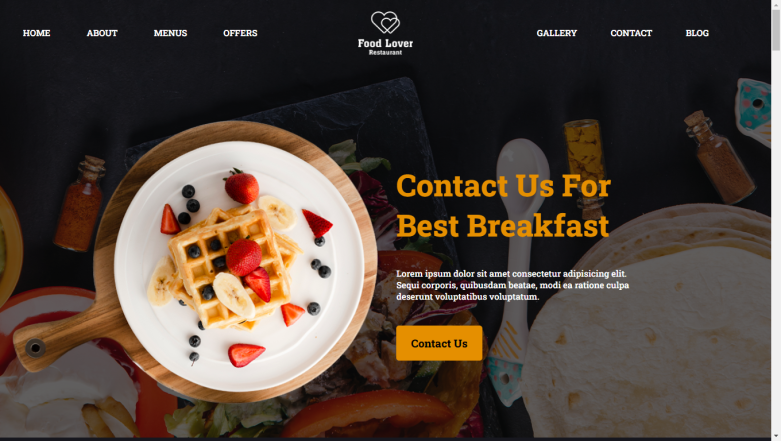 HOME ABOUT MENUS OFFERS
Food Lover
Restaurant
GALLERY CONTACT BLOG
Contact Us For
Best Breakfast
Lorem ipsum dolor sit amet consectetur adipisicing elit.
Sequi corporis, quibusdam beatae, modi ea ratione culpa
deserunt voluptatibus voluptatum.
Contact Us